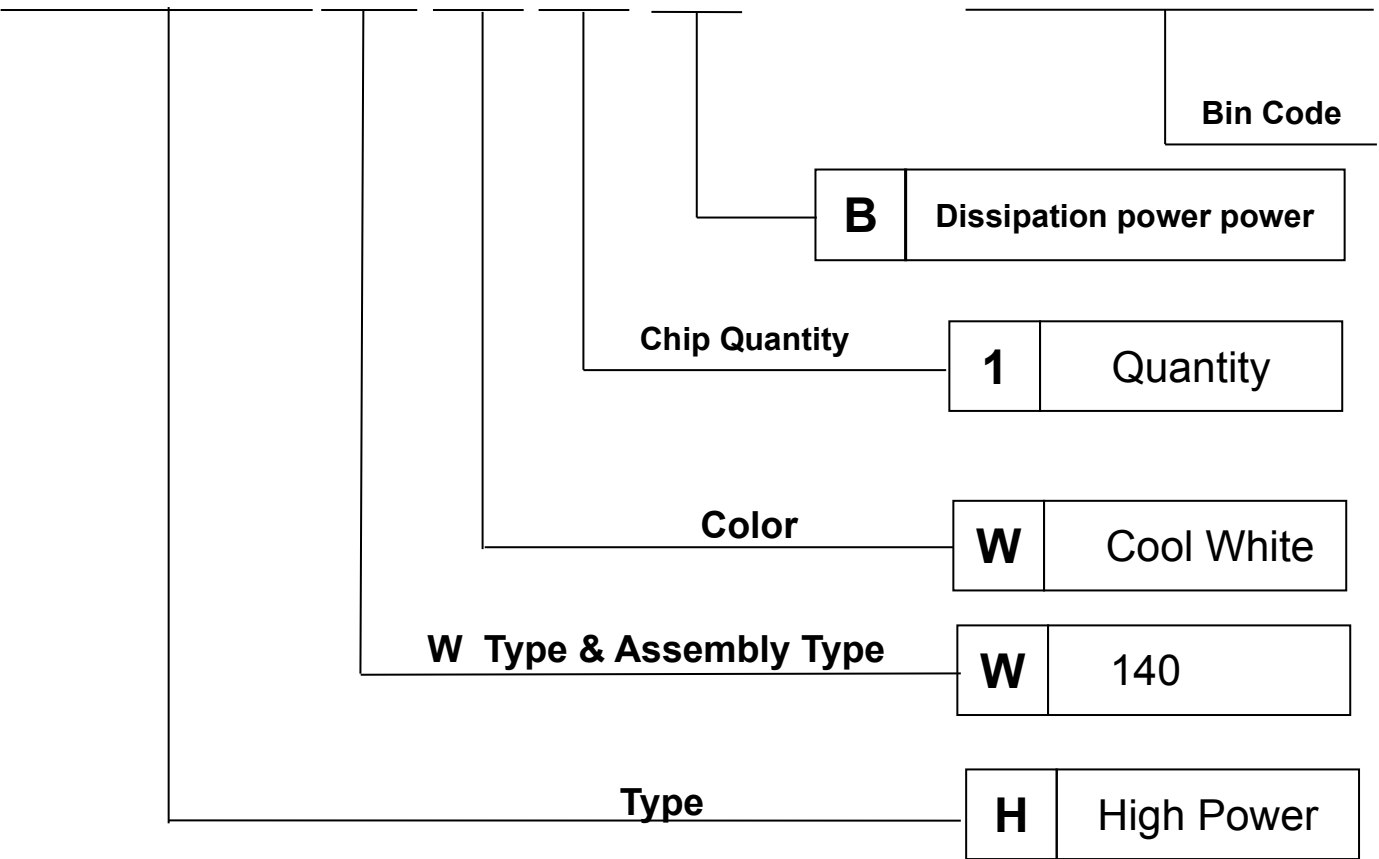 Bin Code
B Dissipation power power
Chip Quantity 1 Quantity
Color W Cool White
W Type & Assembly Type W 140
Type H High Power